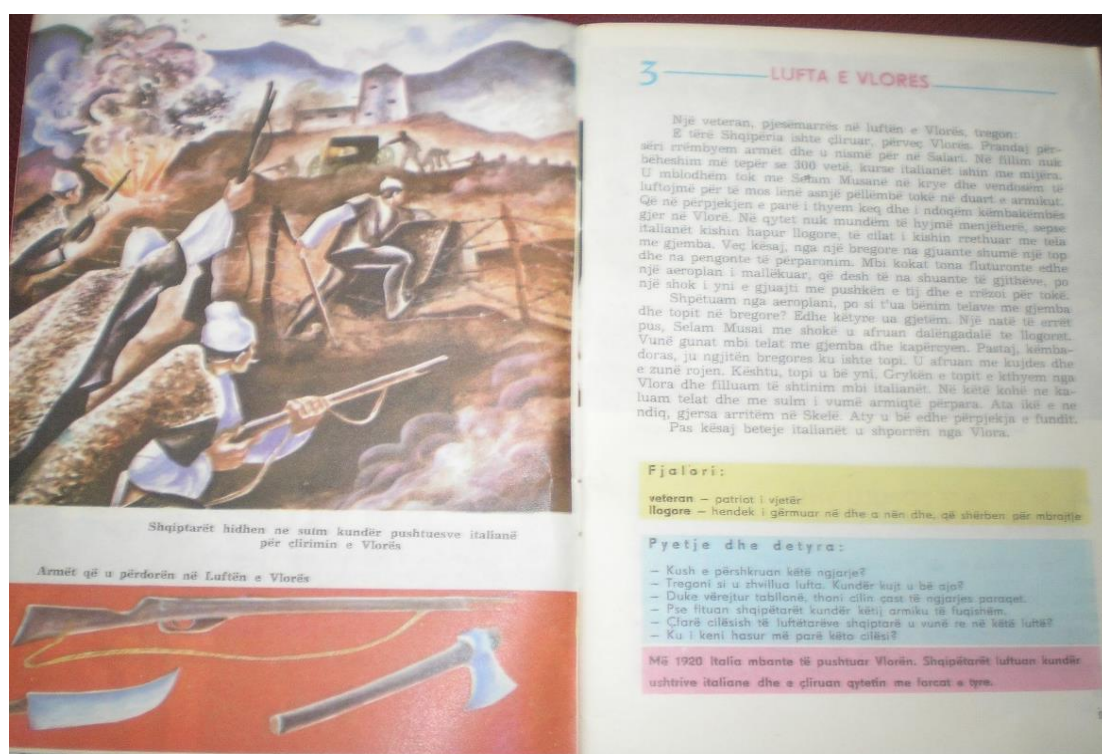 Shqiptarët hidhen ne sulm kundër pushtuesve italianë
për çlirimin e Vlorës
Armët që u përdorën në Luftën e Vlorës
3
LUFTA E VLORËS
Një veteran, pjesëmarrës në luftën e Vlorës, tregon:
E tërë Shqipëria ishte çliruar, përveç Vlorës. Prandaj për-
sëri rrëmbyem armët dhe u nismë për në Salari. Në fillim nuk
bëheshim më tepër se 300 vetë, kurse italianët ishin me mijëra.
U mblodhëm tok me Selam Musanë në krye dhe vendosëm të
luftojmë për të mos lënë asnjë pëllëmbë tokë në duart e armikut.
Që në përpjekjen e parë i thyem keq dhe i ndoqëm këmbakëmbës
gjer në Vlorë. Në qytet nuk mundëm të hyjmë menjëherë, sepse
italianët kishin hapur llogore, të cilat i kishin rrethuar me tela
me gjemba. Veç kësaj, nga një bregore na gjuante shumë një top
dhe na pengonte të përparonim. Mbi kokat tona fluturonte edhe
një aeroplan i mallëkuar, që desh të na shuante të gjithëve, po
një shok i yni e gjuajti me pushkën e tij dhe e rrëzoi për tokë.
Shpëtuam nga aeroplani, po si t'ua bënim telave me gjemba
dhe topit në bregore? Edhe këtyre ua gjetëm. Një natë të errët
pus, Selam Musai me shokë u afruan dalëngadalë te llogoret.
Vunë gunat mbi telat me gjemba dhe kapërcyen. Pastaj, këmba-
doras, ju ngjitën bregores ku ishte topi. U afruan me kujdes dhe
e zunë rojen. Kështu, topi u bë yni. Grykën e topit e kthyem nga
Vlora dhe filluam të shtinim mbi italianët. Në këtë kohë ne ka-
luam telat dhe me sulm i vumë armiqtë përpara. Ata ikë e ne
ndiq, gjersa arritëm në Skelë. Aty u bë edhe përpjekja e fundit.
Pas kësaj beteje italianët u shporrën nga Vlora.
Fjalori:
veteran — patriot i vjetër
llogore — hendek i gërmuar në dhe a nën dhe, që shërben për mbrojtje
Pyetje dhe detyra:
— Kush e përshkruan këtë ngjarje?
— Tregoni si u zhvillua lufta. Kundër kujt u bë ajo?
— Duke vërejtur tabllonë, thoni cilin çast të ngjarjes paraqet.
— Pse fituan shqipëtarët kundër këtij armiku të fuqishëm.
— Çfarë cilësish të luftëtarëve shqiptarë u vunë re në këtë luftë?
— Ku i keni hasur më parë këto cilësi?
Më 1920 Italia mbante të pushtuar Vlorën. Shqipëtarët luftuan kundër
ushtrive italiane dhe e çliruan qytetin me forcat e tyre.